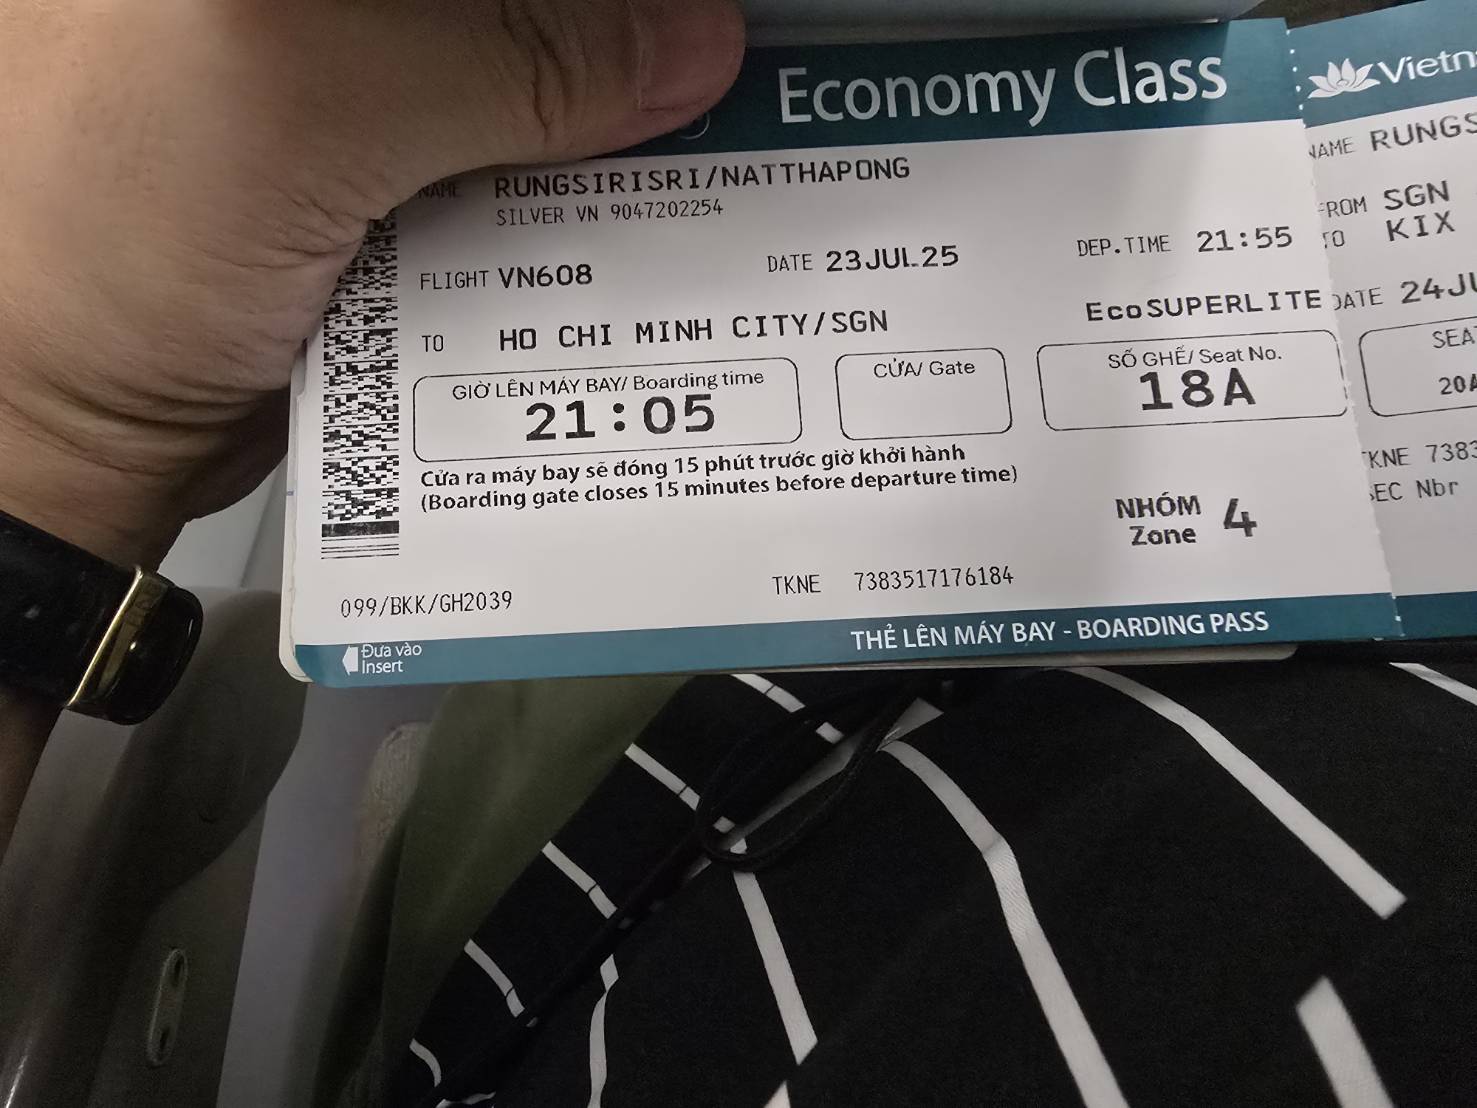 Economy Class
NAME RUNGSIRISRI/NATTHAPONG
SILVER VN 9047202254
FLIGHT VN608
DATE 23JUL25
DEP.TIME 21:55
TO HO CHI MINH CITY/SGN
EcoSUPERLITE
GIỜ LÊN MÁY BAY/ Boarding time
21:05
CỬA/ Gate
SỐ GHẾ/ Seat No.
18A
Cửa ra máy bay sẽ đóng 15 phút trước giờ khởi hành
(Boarding gate closes 15 minutes before departure time)
NHÓM
Zone 4
099/BKK/GH2039
TKNE 7383517176184
Đưa vào
Insert
THẺ LÊN MÁY BAY - BOARDING PASS
Vietn
NAME RUNGS
FROM SGN
TO KIX
DATE 24JU
SEA
20A
TKNE 7383
SEC Nbr